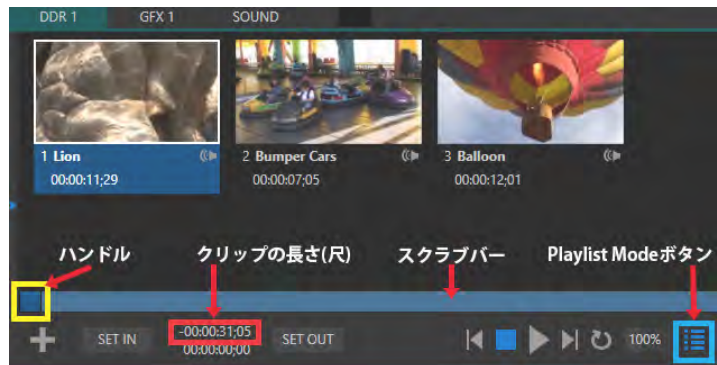 DDR 1 GFX 1 SOUND
1 Lion 2 Bumper Cars 3 Balloon
00:00:11;29 00:00:07;05 00:00:12;01
ハンドル クリップの長さ(尺) スクラブバー Playlist Modeボタン
SET IN -00:00:31;05 SET OUT 100%
00:00:00;00